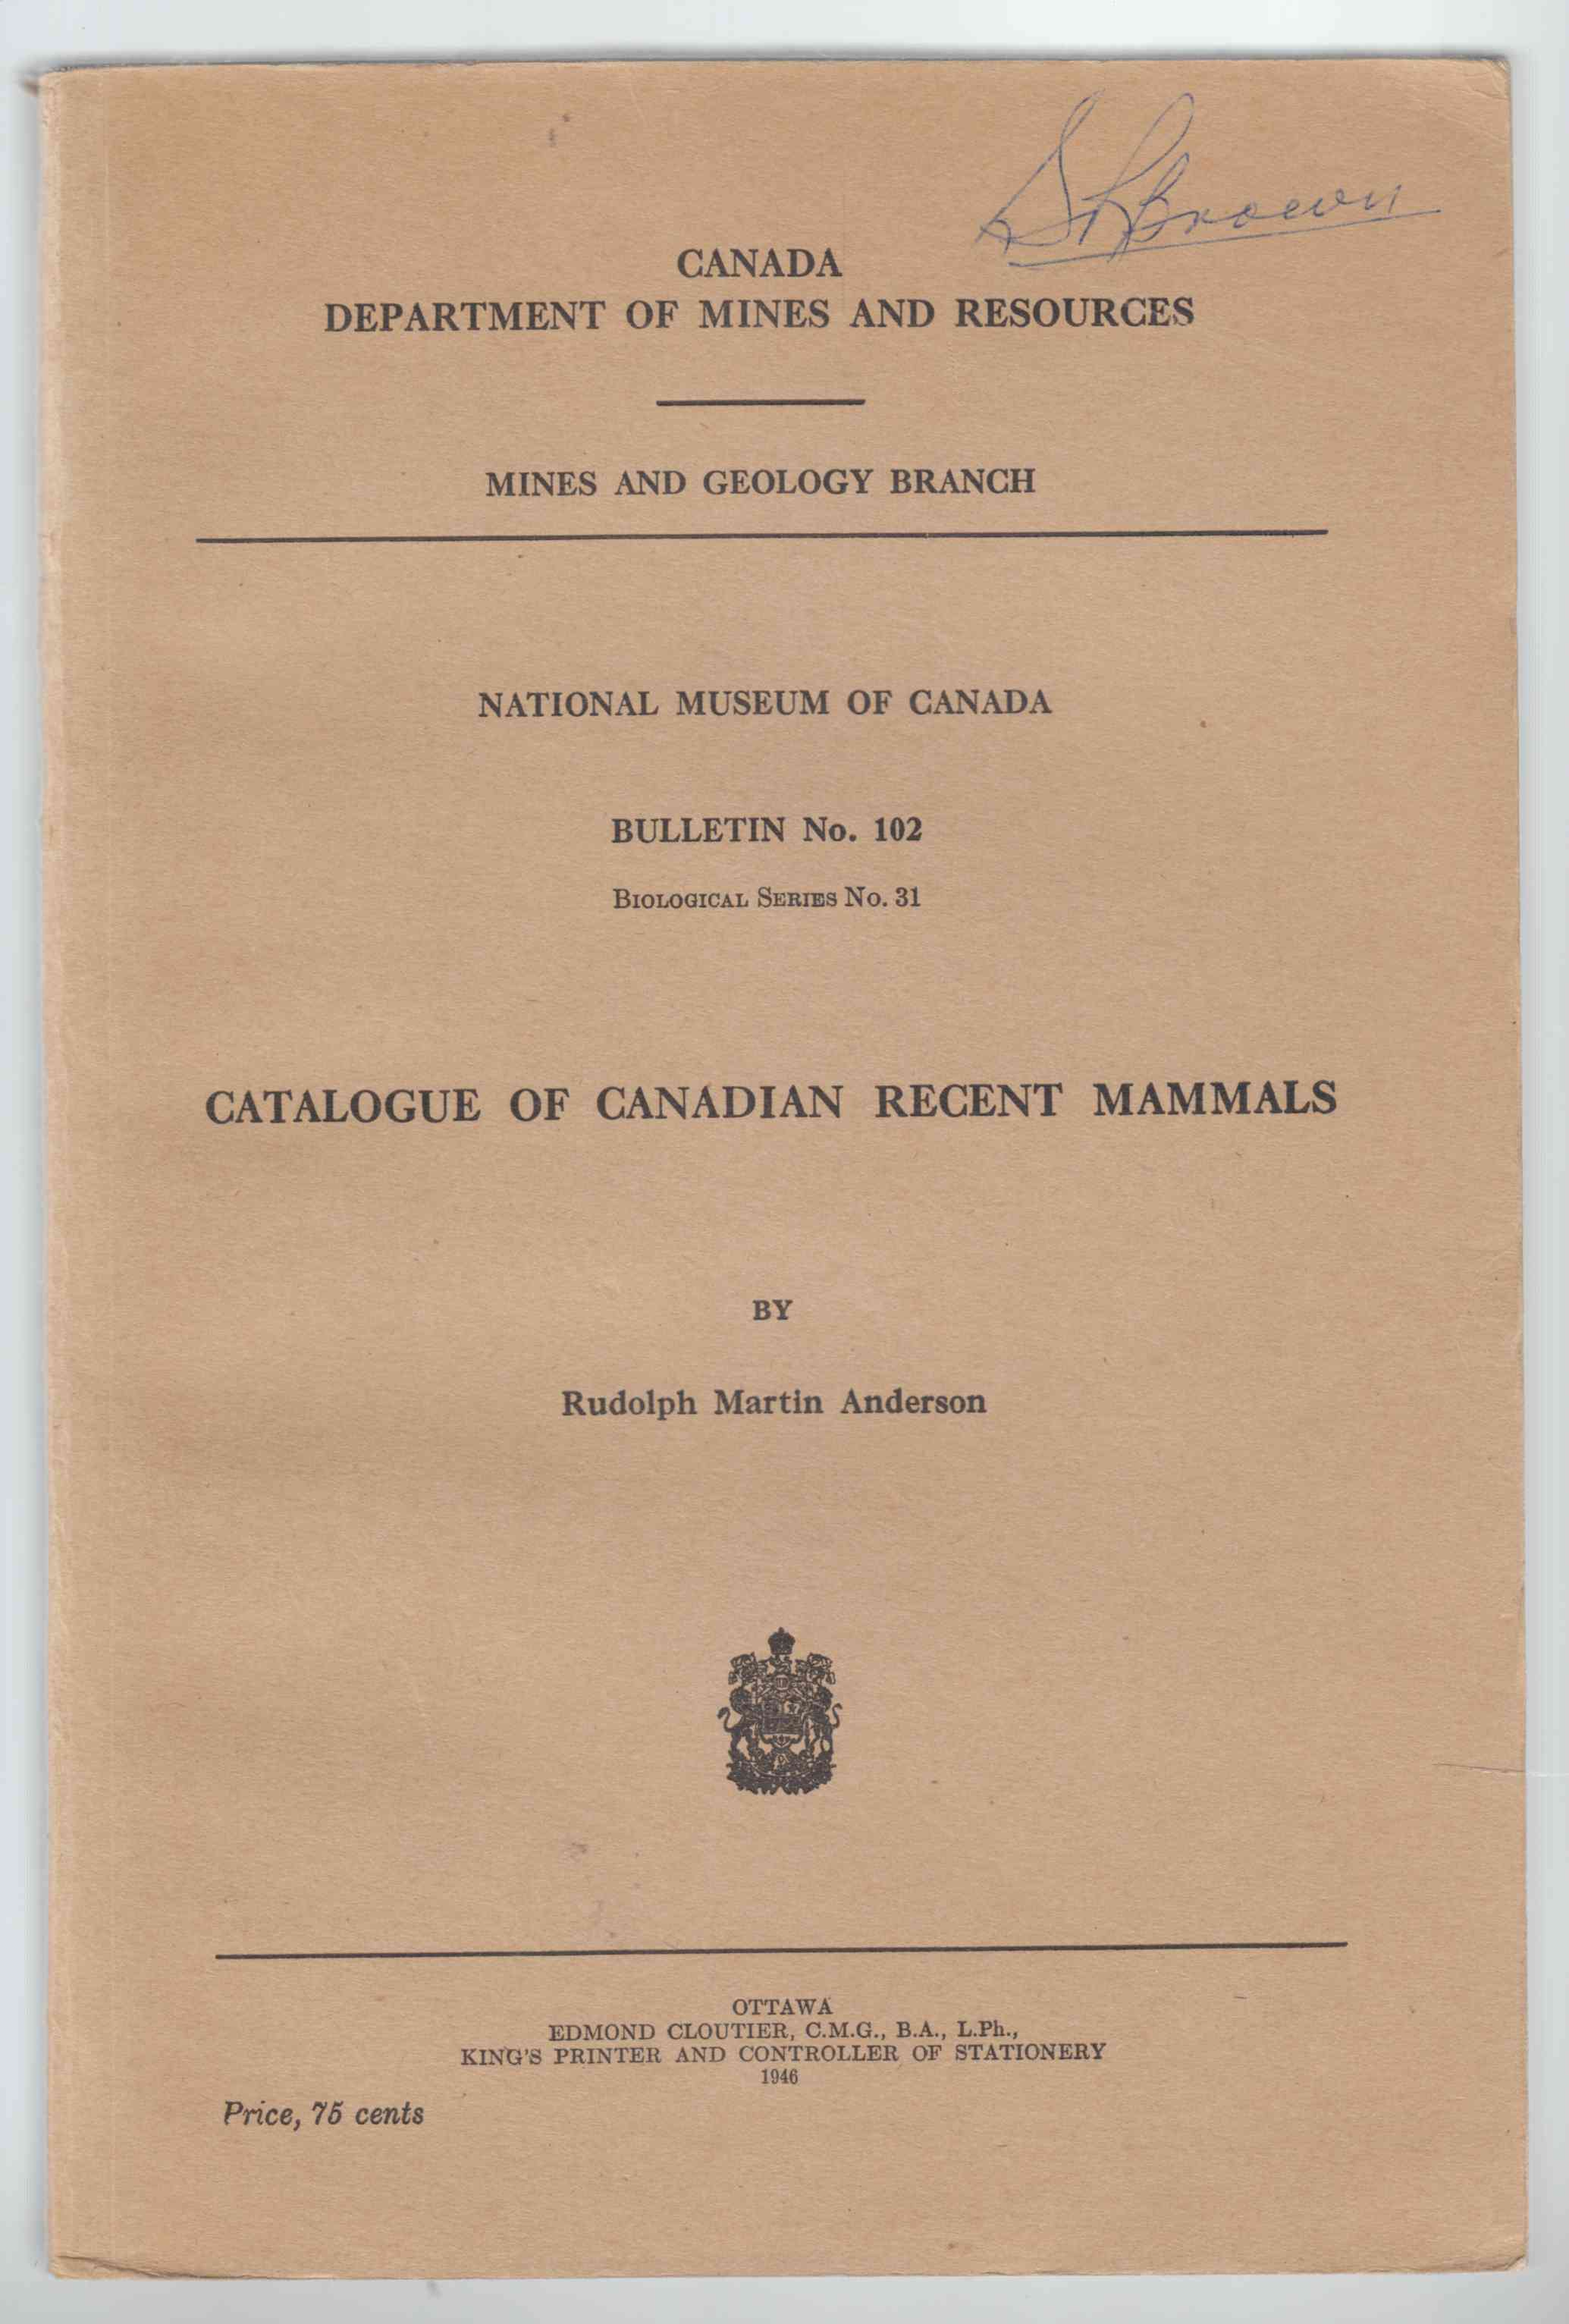 Brown
CANADA
DEPARTMENT OF MINES AND RESOURCES
MINES AND GEOLOGY BRANCH
NATIONAL MUSEUM OF CANADA
BULLETIN No. 102
BIOLOGICAL SERIES No. 31
CATALOGUE OF CANADIAN RECENT MAMMALS
BY
Rudolph Martin Anderson
OTTAWA
EDMOND CLOUTIER, C.M.G., B.A., L.Ph.,
KING'S PRINTER AND CONTROLLER OF STATIONERY
1946
Price, 75 cents